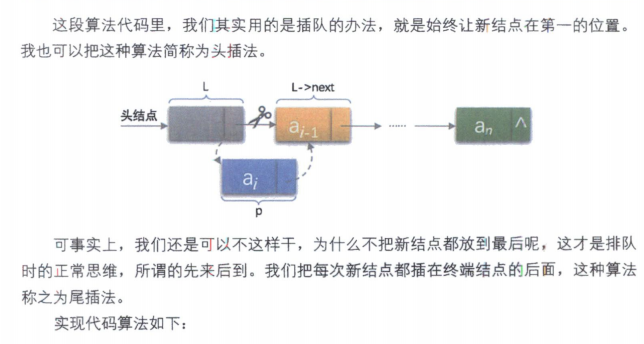 这段算法代码里，我们其实用的是插队的办法，就是始终让新结点在第一的位置。
我也可以把这种算法简称为头插法。
L
L->next
头结点
aᵢ₋₁
......
aₙ
^
aᵢ
p
可事实上，我们还是可以不这样干，为什么不把新结点都放到最后呢，这才是排队
时的正常思维，所谓的先来后到。我们把每次新结点都插在终端结点的后面，这种算法
称之为尾插法。
实现代码算法如下：